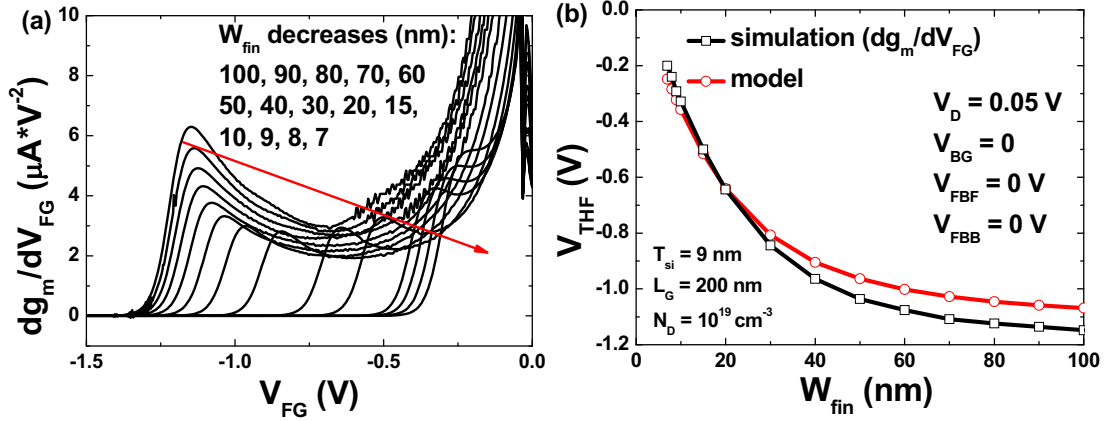 (a)
W_fin decreases (nm):
100, 90, 80, 70, 60
50, 40, 30, 20, 15,
10, 9, 8, 7
dg_m/dV_FG (μA*V^-2)
10
8
6
4
2
0
-1.5
-1.0
-0.5
0.0
V_FG (V)
(b)
simulation (dg_m/dV_FG)
model
V_D = 0.05 V
V_BG = 0
V_FBF = 0 V
V_FBB = 0 V
T_si = 9 nm
L_G = 200 nm
N_D = 10^19 cm^-3
V_THF (V)
-0.2
-0.4
-0.6
-0.8
-1.0
-1.2
0
20
40
60
80
100
W_fin (nm)